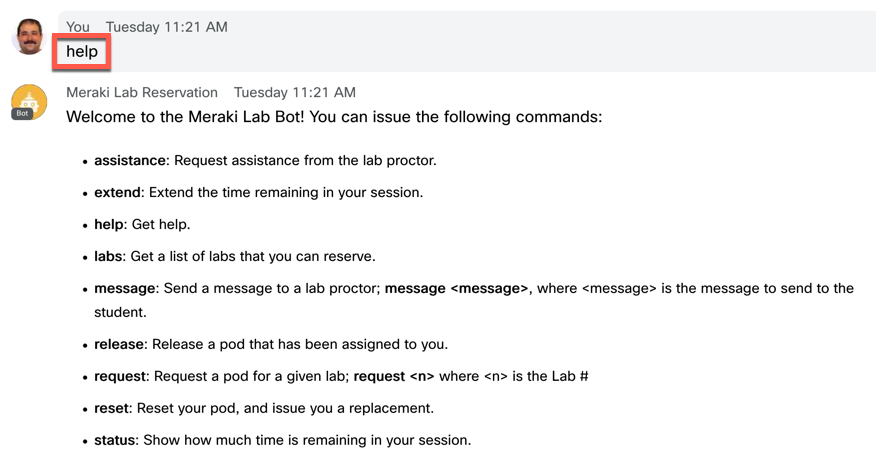 You Tuesday 11:21 AM
help
Meraki Lab Reservation Tuesday 11:21 AM
Bot
Welcome to the Meraki Lab Bot! You can issue the following commands:
• assistance: Request assistance from the lab proctor.
• extend: Extend the time remaining in your session.
• help: Get help.
• labs: Get a list of labs that you can reserve.
• message: Send a message to a lab proctor; message <message>, where <message> is the message to send to the
student.
• release: Release a pod that has been assigned to you.
• request: Request a pod for a given lab; request <n> where <n> is the Lab #
• reset: Reset your pod, and issue you a replacement.
• status: Show how much time is remaining in your session.